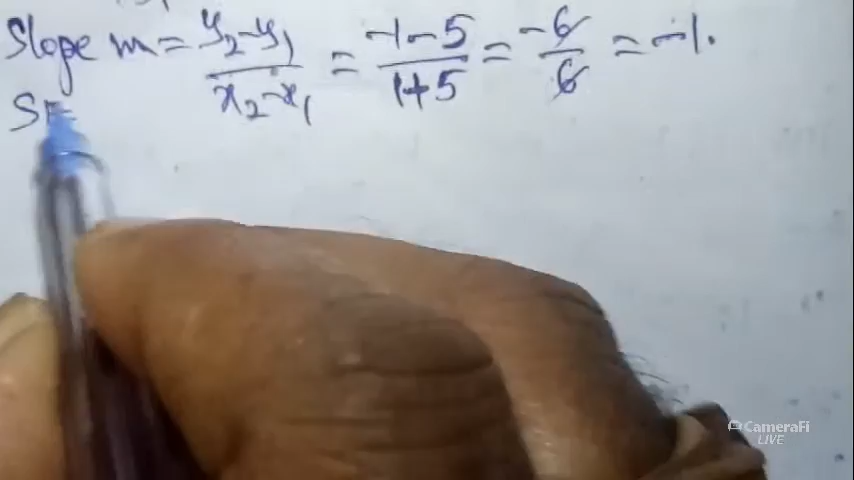 Slope m = y₂-y₁/x₂-x₁ = -1-5/1+5 = -6/6 = -1.
CameraFi
LIVE